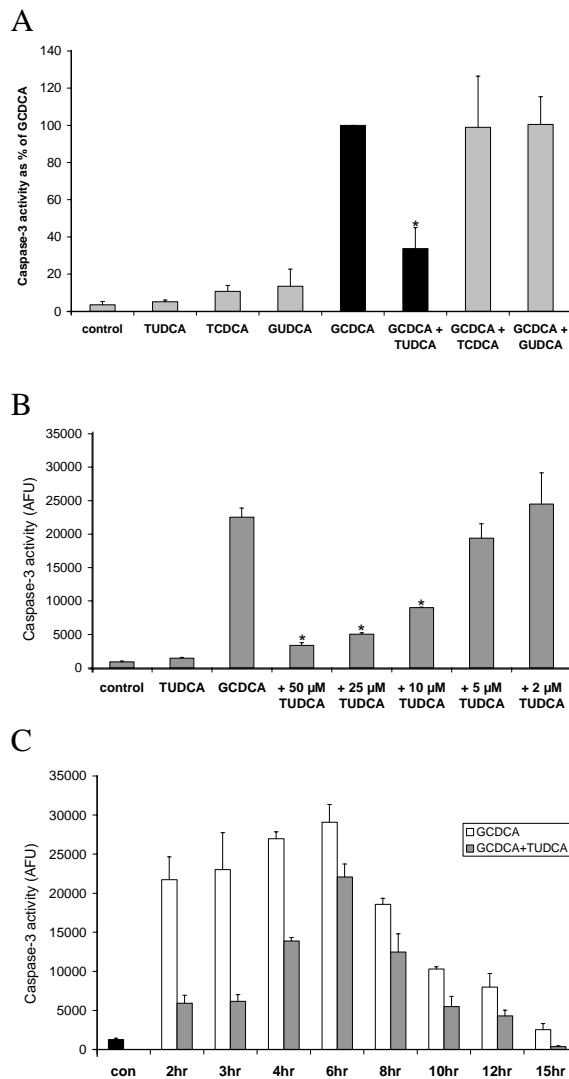 A
Caspase-3 activity as % of GCDCA
140
120
100
80
60
40
20
0
*
control TUDCA TCDCA GUDCA GCDCA GCDCA + GCDCA + GCDCA +
TUDCA TCDCA GUDCA
B
Caspase-3 activity (AFU)
35000
30000
25000
20000
15000
10000
5000
0
* * *
control TUDCA GCDCA + 50 µM + 25 µM + 10 µM + 5 µM + 2 µM
TUDCA TUDCA TUDCA TUDCA TUDCA
C
Caspase-3 activity (AFU)
35000
30000
25000
20000
15000
10000
5000
0
GCDCA
GCDCA+TUDCA
con 2hr 3hr 4hr 6hr 8hr 10hr 12hr 15hr